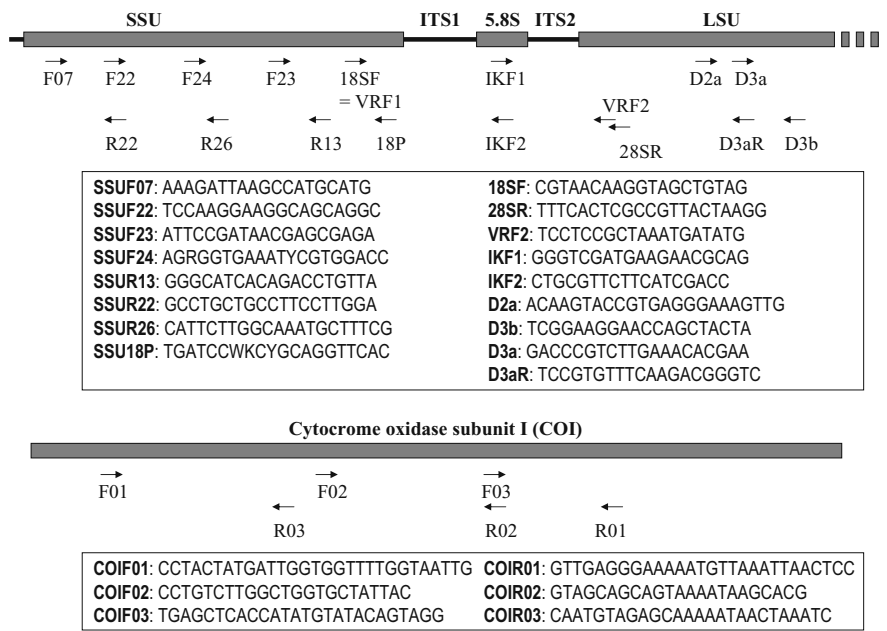 SSU ITS1 5.8S ITS2 LSU
F07 F22 F24 F23 18SF IKF1 D2a D3a
= VRF1 VRF2
R22 R26 R13 18P IKF2 28SR D3aR D3b
SSUF07: AAAGATTAAGCCATGCATG
SSUF22: TCCAAGGAAGGCAGCAGGC
SSUF23: ATTCCGATAACGAGCGAGA
SSUF24: AGRGGTGAAATYCGTGGACC
SSUR13: GGGCATCACAGACCTGTTA
SSUR22: GCCTGCTGCCTTCCTTGGA
SSUR26: CATTCTTGGCAAATGCTTTCG
SSU18P: TGATCCWKCYGCAGGTTCAC
18SF: CGTAACAAGGTAGCTGTAG
28SR: TTTCACTCGCCGTTACTAAGG
VRF2: TCCTCCGCTAAATGATATG
IKF1: GGGTCGATGAAGAACGCAG
IKF2: CTGCGTTCTTCATCGACC
D2a: ACAAGTACCGTGAGGGAAAGTTG
D3b: TCGGAAGGAACCAGCTACTA
D3a: GACCCGTCTTGAAACACGAA
D3aR: TCCGTGTTTCAAGACGGGTC
Cytocrome oxidase subunit I (COI)
F01 F02 F03
R03 R02 R01
COIF01: CCTACTATGATTGGTGGTTTTGGTAATTG
COIF02: CCTGTCTTGGCTGGTGCTATTAC
COIF03: TGAGCTCACCATATGTATACAGTAGG
COIR01: GTTGAGGGAAAAATGTTAAATTAACTCC
COIR02: GTAGCAGCAGTAAAATAAGCACG
COIR03: CAATGTAGAGCAAAAATAACTAAATC